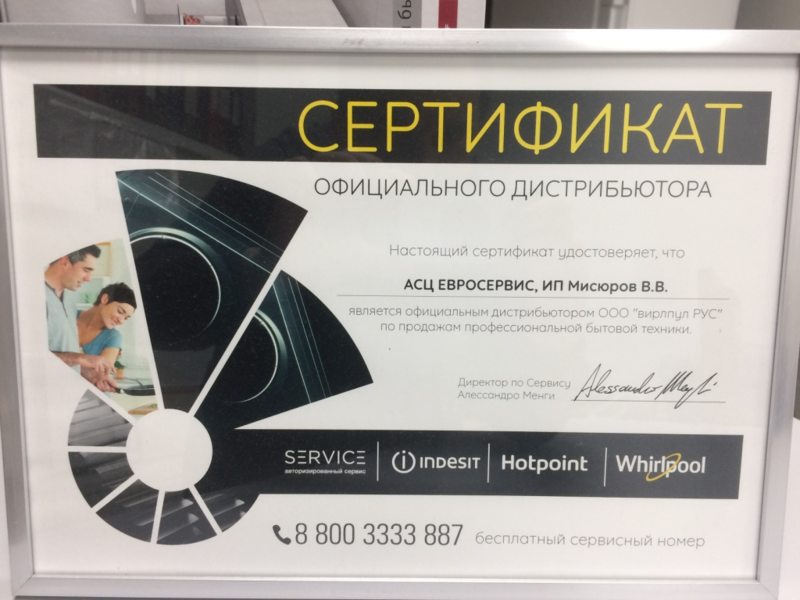 СЕРТИФИКАТ
ОФИЦИАЛЬНОГО ДИСТРИБЬЮТОРА
Настоящий сертификат удостоверяет, что
АСЦ ЕВРОСЕРВИС, ИП Мисюров В.В.
является официальным дистрибьютором ООО "вирлпул РУС"
по продажам профессиональной бытовой техники.
Директор по Сервису
Алессандро Менги
SERVICE
авторизированный сервис
indesit
Hotpoint
Whirlpool
8 800 3333 887 бесплатный сервисный номер